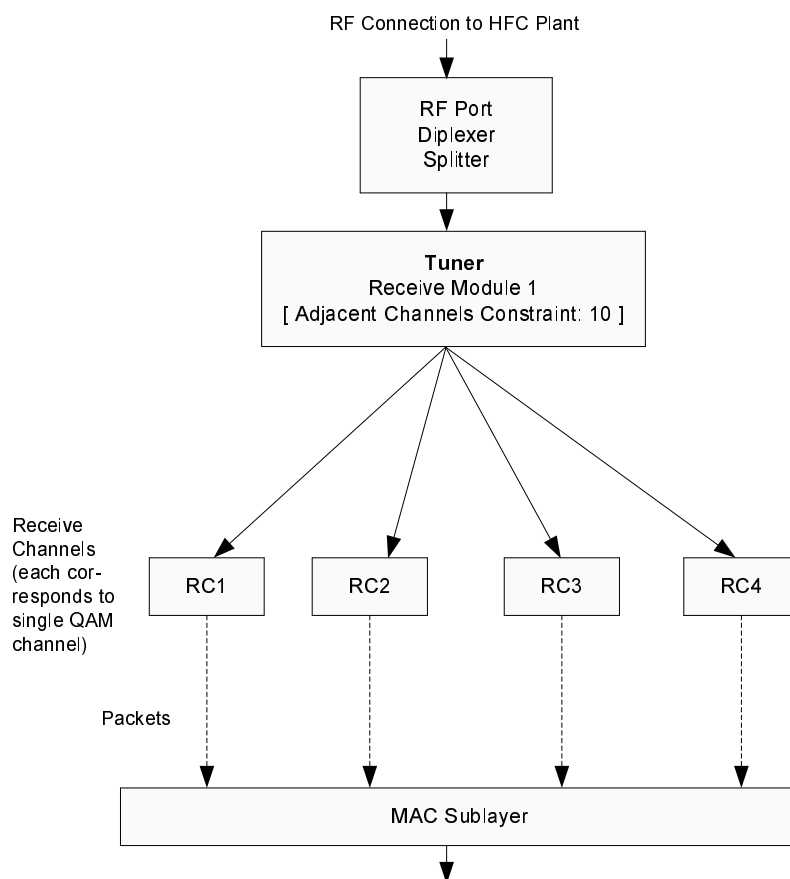 RF Connection to HFC Plant
RF Port
Diplexer
Splitter
Tuner
Receive Module 1
[ Adjacent Channels Constraint: 10 ]
Receive
Channels
(each cor-
responds to
single QAM
channel)
RC1
RC2
RC3
RC4
Packets
MAC Sublayer